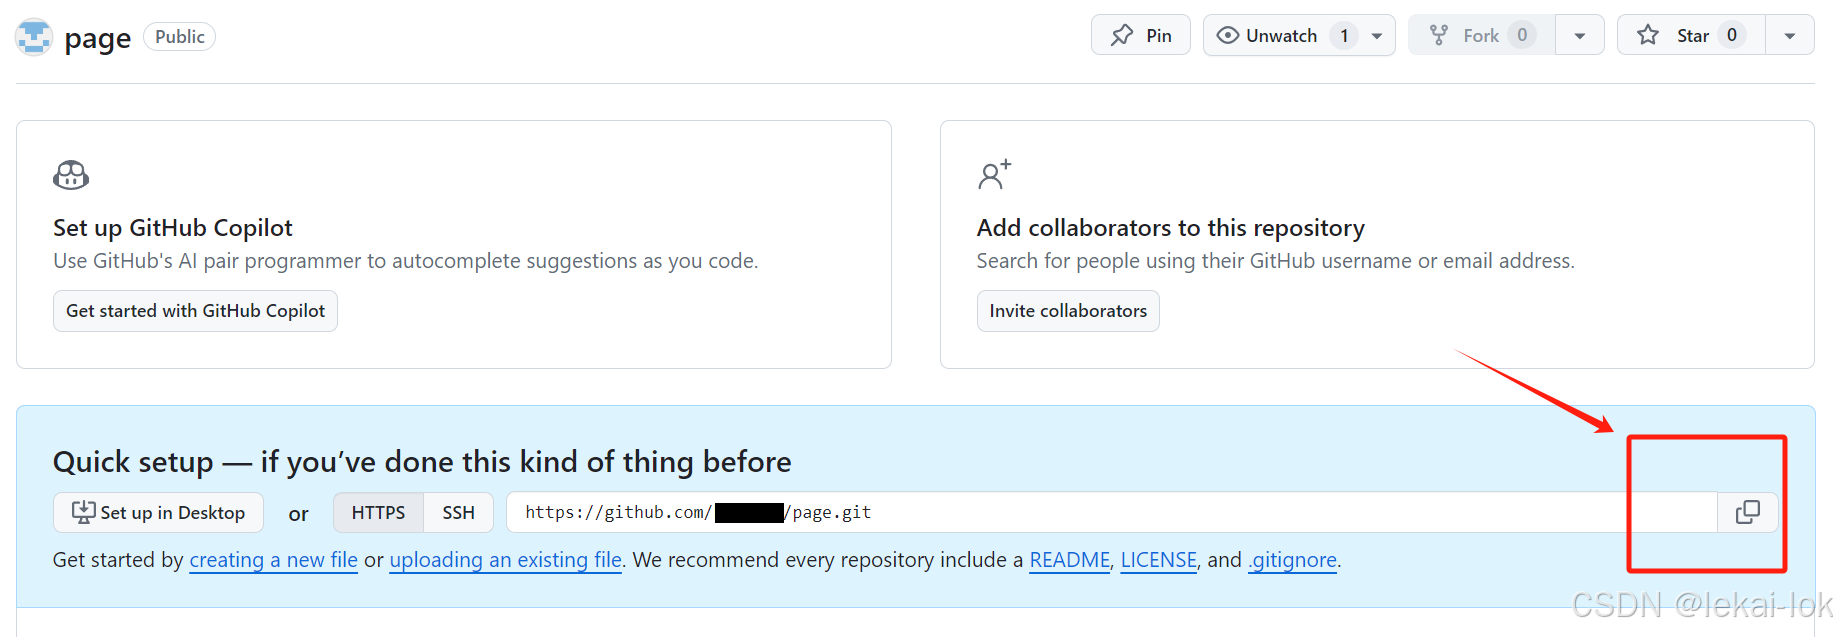 page Public Pin Unwatch 1 Fork 0 Star 0
Set up GitHub Copilot
Use GitHub's AI pair programmer to autocomplete suggestions as you code.
Get started with GitHub Copilot
Add collaborators to this repository
Search for people using their GitHub username or email address.
Invite collaborators
Quick setup — if you’ve done this kind of thing before
Set up in Desktop or HTTPS SSH https://github.com/ /page.git
Get started by creating a new file or uploading an existing file. We recommend every repository include a README, LICENSE, and .gitignore.
CSDN @lekai-lok